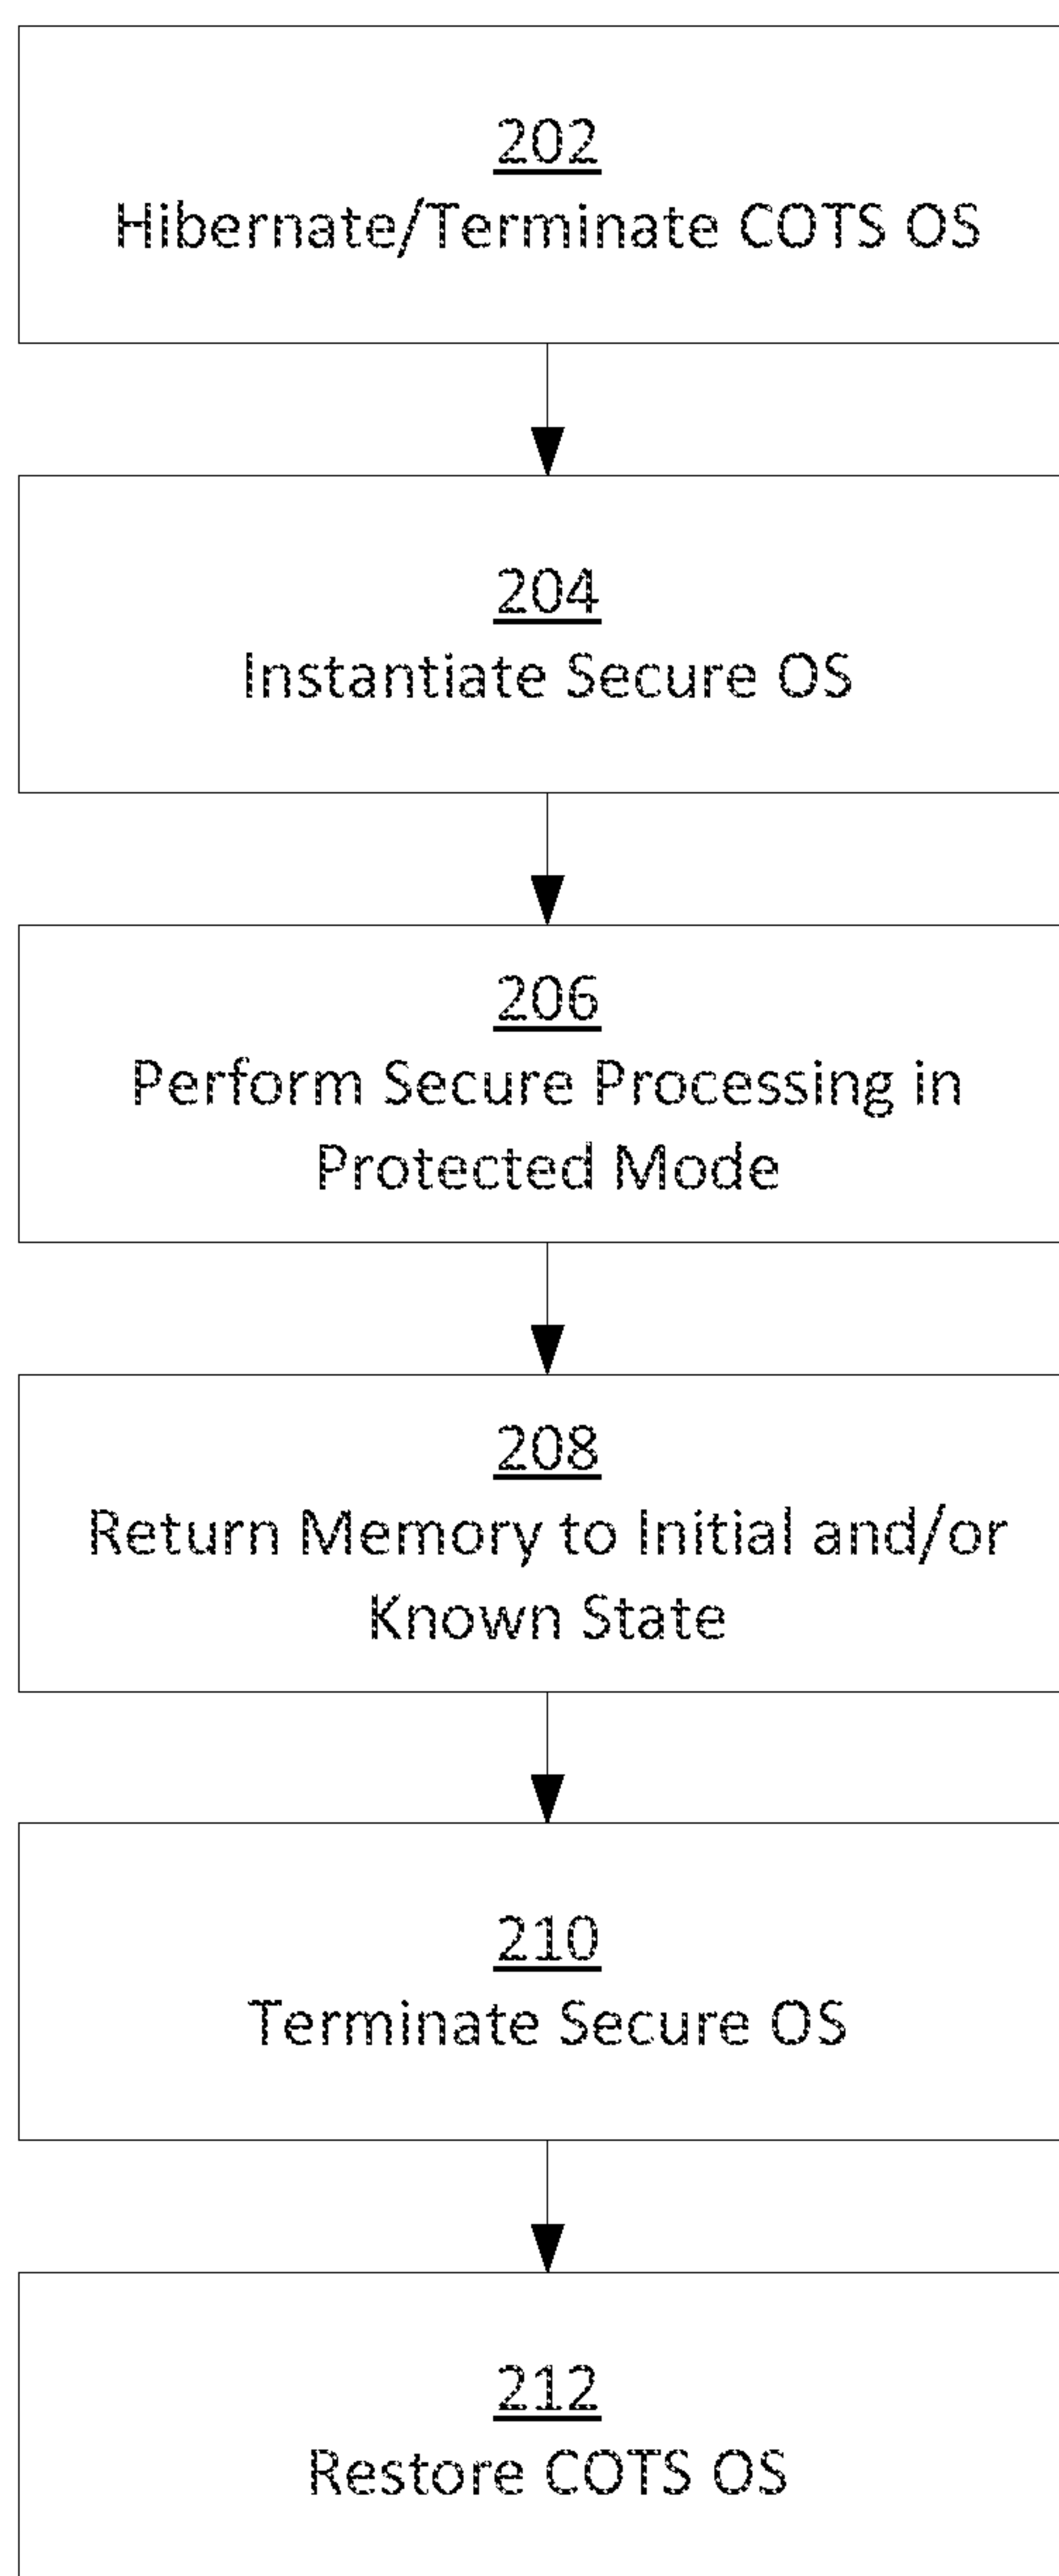 202
Hibernate/Terminate COTS OS
204
Instantiate Secure OS
206
Perform Secure Processing in
Protected Mode
208
Return Memory to Initial and/or
Known State
210
Terminate Secure OS
212
Restore COTS OS